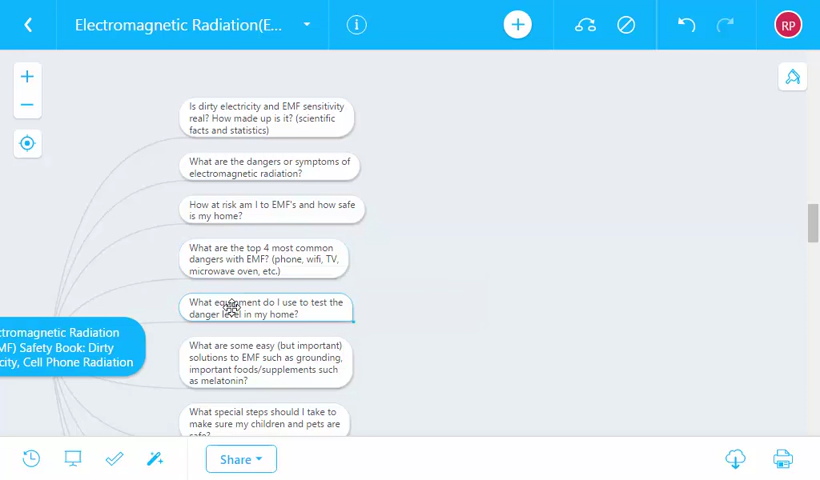 Electromagnetic Radiation(E...
RP
Is dirty electricity and EMF sensitivity
real? How made up is it? (scientific
facts and statistics)
What are the dangers or symptoms of
electromagnetic radiation?
How at risk am I to EMF's and how safe
is my home?
What are the top 4 most common
dangers with EMF? (phone, wifi, TV,
microwave oven, etc.)
What equipment do I use to test the
danger level in my home?
ctromagnetic Radiation
MF) Safety Book: Dirty
city, Cell Phone Radiation
What are some easy (but important)
solutions to EMF such as grounding,
important foods/supplements such
as melatonin?
What special steps should I take to
make sure my children and pets are
safe?
Share